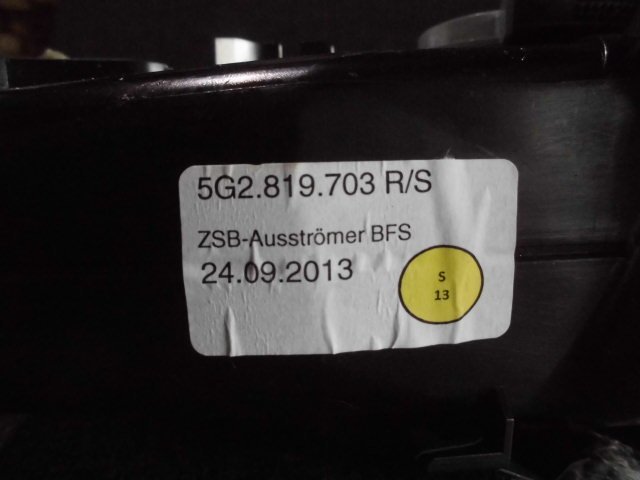 5G2.819.703 R/S
ZSB-Ausströmer BFS
24.09.2013
S
13